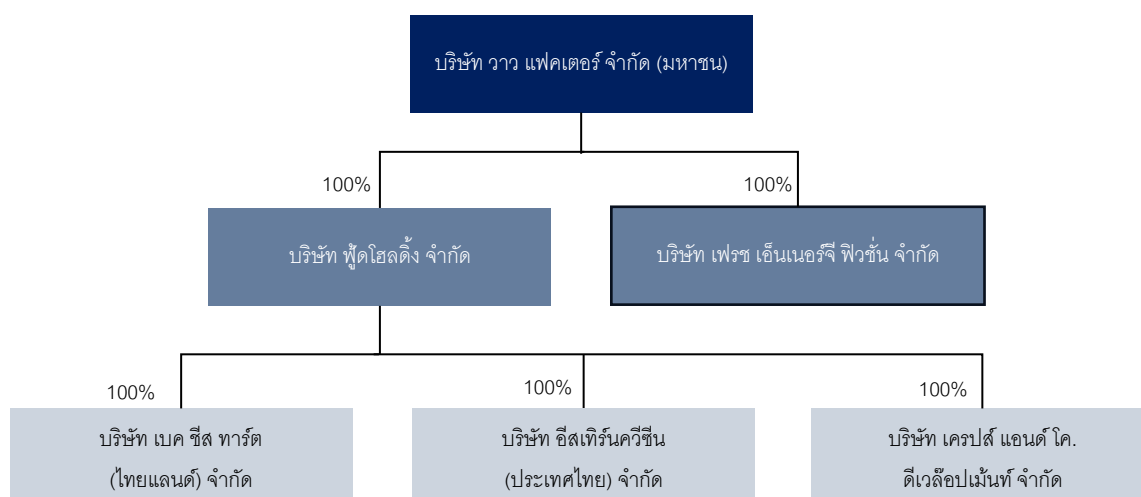 บริษัท วาว แฟคเตอร์ จำกัด (มหาชน)
100%
100%
บริษัท ฟู้ดโฮลดิ้ง จำกัด
บริษัท เฟรช เอ็นเนอร์จี ฟิวชั่น จำกัด
100%
100%
100%
บริษัท เบค ชีส ทาร์ต
(ไทยแลนด์) จำกัด
บริษัท อีสเทิร์นควีซีน
(ประเทศไทย) จำกัด
บริษัท เครปส์ แอนด์ โค.
ดีเวล๊อปเม้นท์ จำกัด